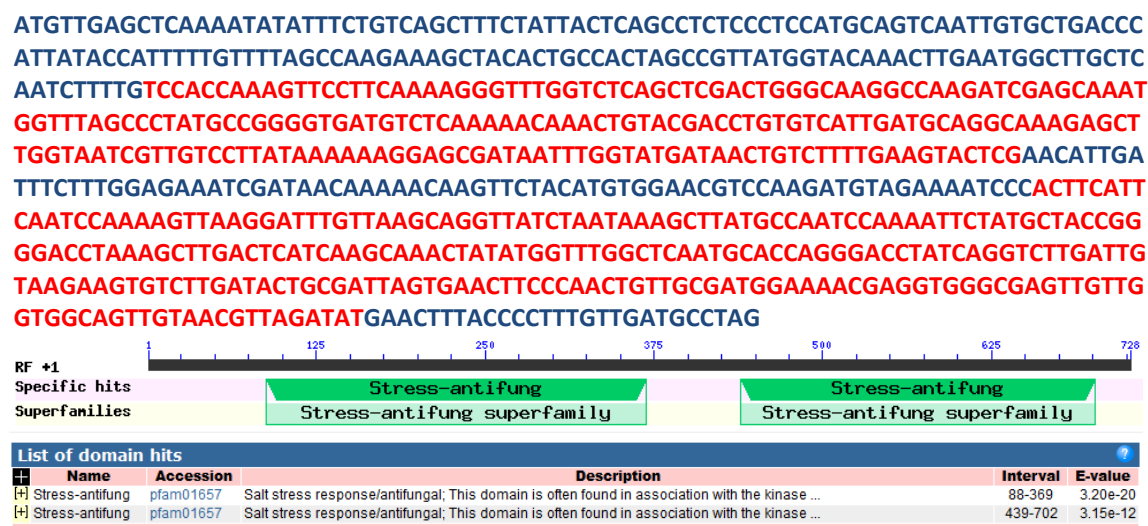 ATGTTGAGCTCAAAATATATTTCTGTCAGCTTTCTATTACTCAGCCTCTCCCTCCATGCAGTCAATTGTGCTGACCC
ATTATACCATTTTTGTTTTAGCCAAGAAAGCTACACTGCCACTAGCCGTTATGGTACAAACTTGAATGGCTTGCTC
AATCTTTTGTCCACCAAAGTTCCTTCAAAAGGGTTTGGTCTCAGCTCGACTGGGCAAGGCCAAGATCGAGCAAAT
GGTTTAGCCCTATGCCGGGGTGATGTCTCAAAAACAAACTGTACGACCTGTGTCATTGATGCAGGCAAAGAGCT
TGGTAATCGTTGTCCTTATAAAAAAGGAGCGATAATTTGGTATGATAACTGTCTTTTGAAGTACTCGAACATTGA
TTTCTTTGGAGAAATCGATAACAAAAACAAGTTCTACATGTGGAACGTCCAAGATGTAGAAAATCCCACTTCATT
CAATCCAAAAGTTAAGGATTTGTTAAGCAGGTTATCTAATAAAGCTTATGCCAATCCAAAATTCTATGCTACCGG
GGACCTAAAGCTTGACTCATCAAGCAAACTATATGGTTTGGCTCAATGCACCAGGGACCTATCAGGTCTTGATTG
TAAGAAGTGTCTTGATACTGCGATTAGTGAACTTCCCAACTGTTGCGATGGAAAACGAGGTGGGCGAGTTGTTG
GTGGCAGTTGTAACGTTAGATATGAACTTTACCCCTTTGTTGATGCCTAG
1 125 250 375 500 625 728
RF +1
Specific hits Stress-antifung Stress-antifung
Superfamilies Stress-antifung superfamily Stress-antifung superfamily
List of domain hits ?
+ Name Accession Description Interval E-value
[+] Stress-antifung pfam01657 Salt stress response/antifungal; This domain is often found in association with the kinase ... 88-369 3.20e-20
[+] Stress-antifung pfam01657 Salt stress response/antifungal; This domain is often found in association with the kinase ... 439-702 3.15e-12